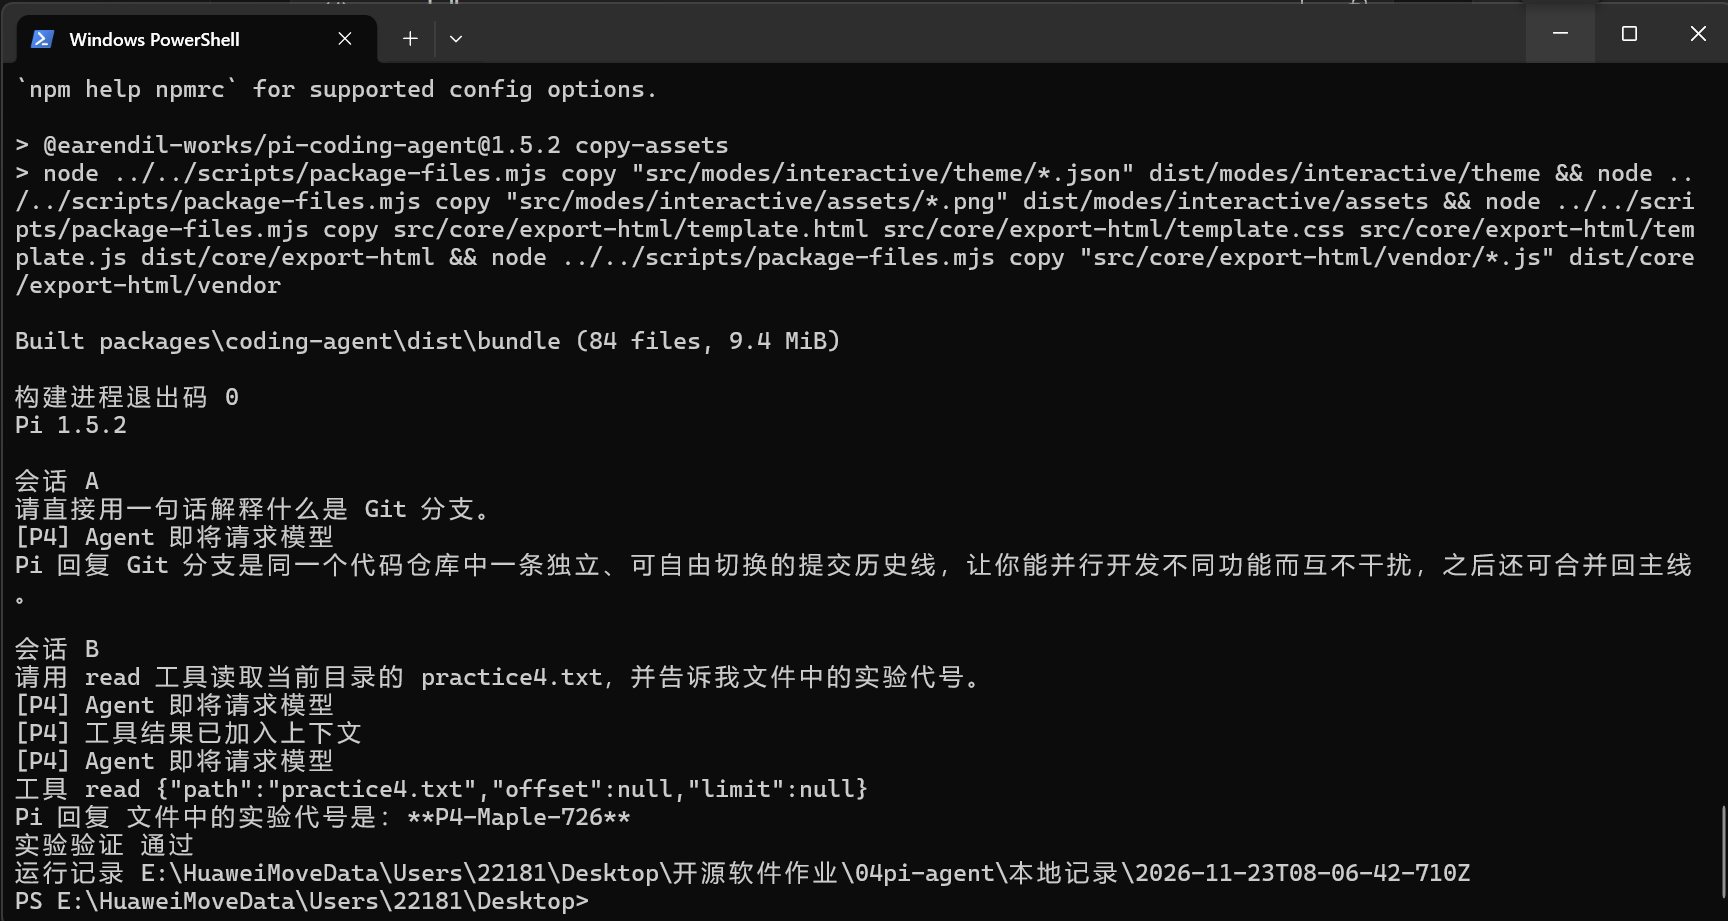 Windows PowerShell
`npm help npmrc` for supported config options.
> @earendil-works/pi-coding-agent@1.5.2 copy-assets
> node ../../scripts/package-files.mjs copy "src/modes/interactive/theme/*.json" dist/modes/interactive/theme && node ..
/../scripts/package-files.mjs copy "src/modes/interactive/assets/*.png" dist/modes/interactive/assets && node ../../scri
pts/package-files.mjs copy src/core/export-html/template.html src/core/export-html/template.css src/core/export-html/tem
plate.js dist/core/export-html && node ../../scripts/package-files.mjs copy "src/core/export-html/vendor/*.js" dist/core
/export-html/vendor
Built packages\coding-agent\dist\bundle (84 files, 9.4 MiB)
构建进程退出码 0
Pi 1.5.2
会话 A
请直接用一句话解释什么是 Git 分支。
[P4] Agent 即将请求模型
Pi 回复 Git 分支是同一个代码仓库中一条独立、可自由切换的提交历史线，让你能并行开发不同功能而互不干扰，之后还可合并回主线
。
会话 B
请用 read 工具读取当前目录的 practice4.txt，并告诉我文件中的实验代号。
[P4] Agent 即将请求模型
[P4] 工具结果已加入上下文
[P4] Agent 即将请求模型
工具 read {"path":"practice4.txt","offset":null,"limit":null}
Pi 回复 文件中的实验代号是：**P4-Maple-726**
实验验证 通过
运行记录 E:\HuaweiMoveData\Users\22181\Desktop\开源软件作业\04pi-agent\本地记录\2026-11-23T08-06-42-710Z
PS E:\HuaweiMoveData\Users\22181\Desktop>